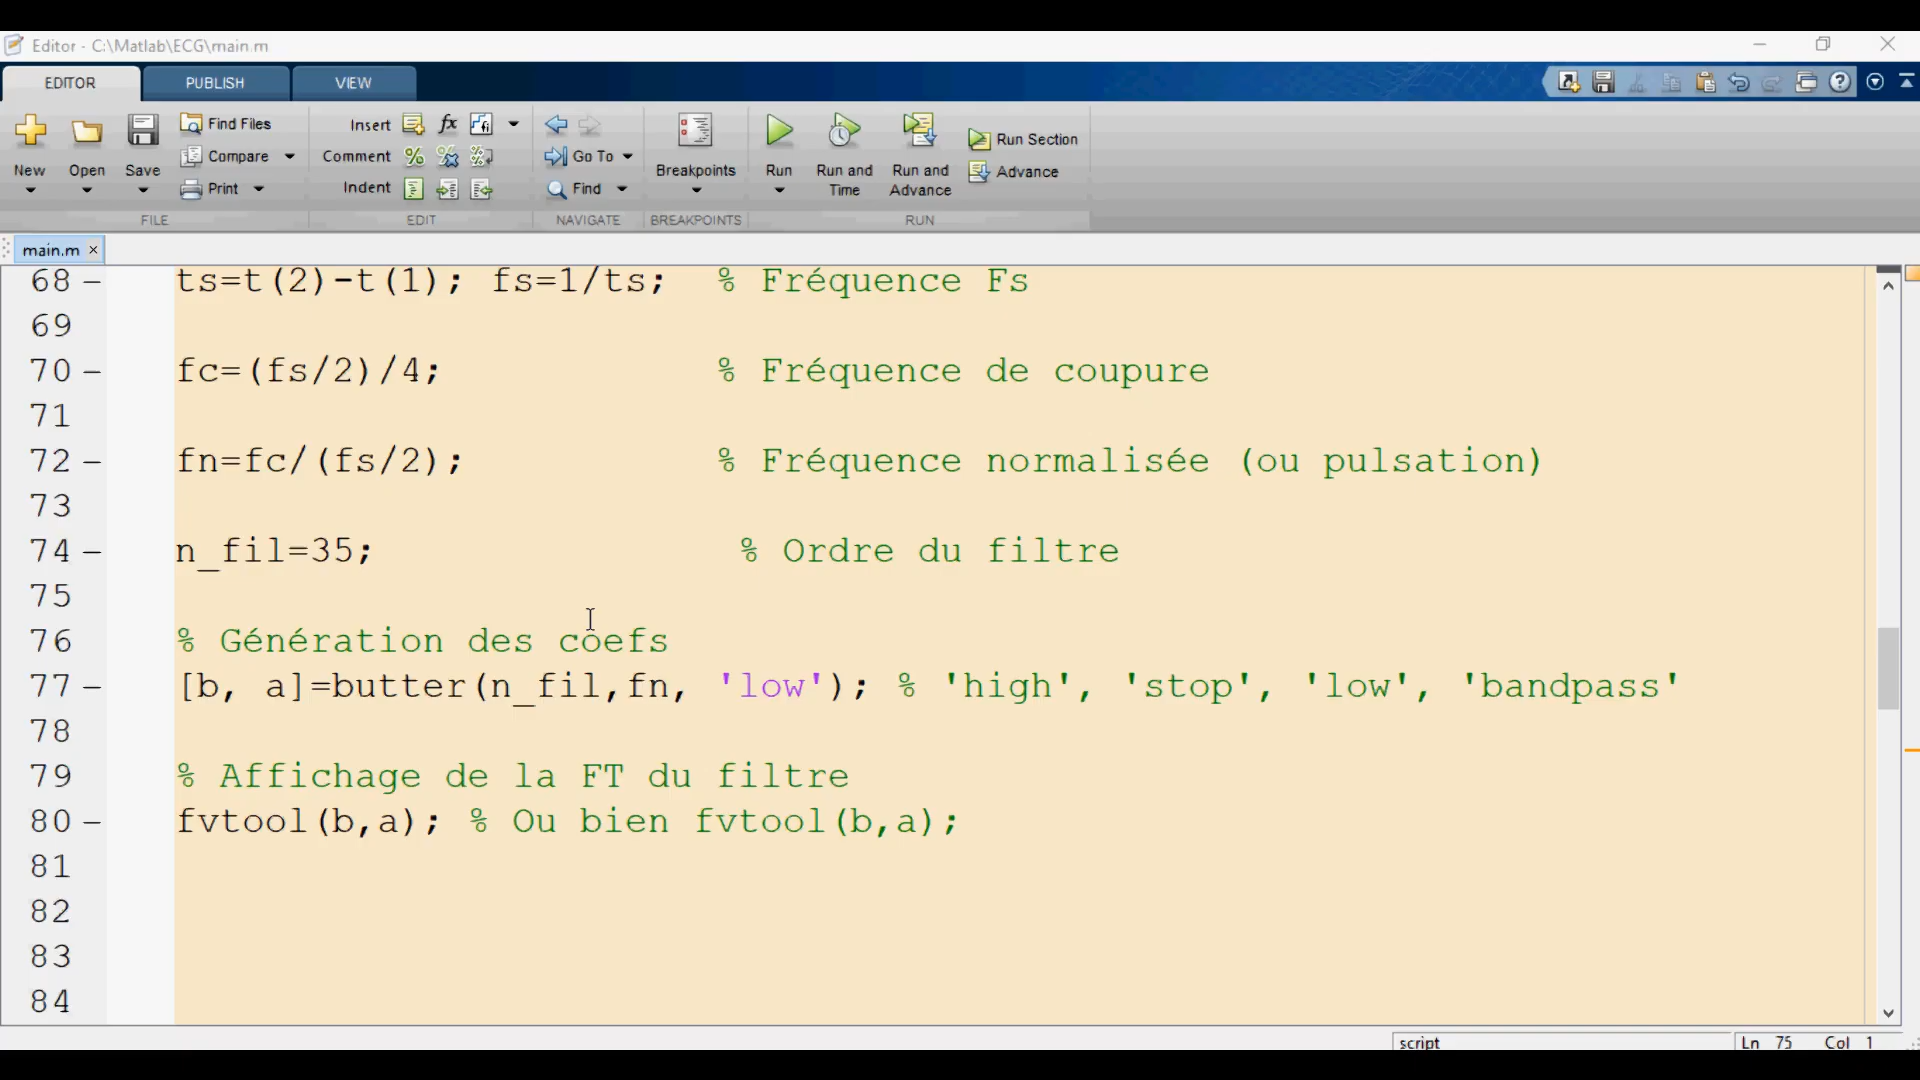 Editor - C:\Matlab\ECG\main.m
EDITOR PUBLISH VIEW
New Open Save Find Files Compare Print
Insert fx Comment Indent
Go To Find
Breakpoints
Run Run and Time Run and Advance Run Section Advance
FILE EDIT NAVIGATE BREAKPOINTS RUN
main.m
68 – ts=t(2)-t(1); fs=1/ts; % Fréquence Fs
69
70 – fc=(fs/2)/4; % Fréquence de coupure
71
72 – fn=fc/(fs/2); % Fréquence normalisée (ou pulsation)
73
74 – n_fil=35; % Ordre du filtre
75
76 % Génération des coefs
77 – [b, a]=butter(n_fil,fn, 'low'); % 'high', 'stop', 'low', 'bandpass'
78
79 % Affichage de la FT du filtre
80 – fvtool(b,a); % Ou bien fvtool(b,a);
81
82
83
84
script Ln 75 Col 1